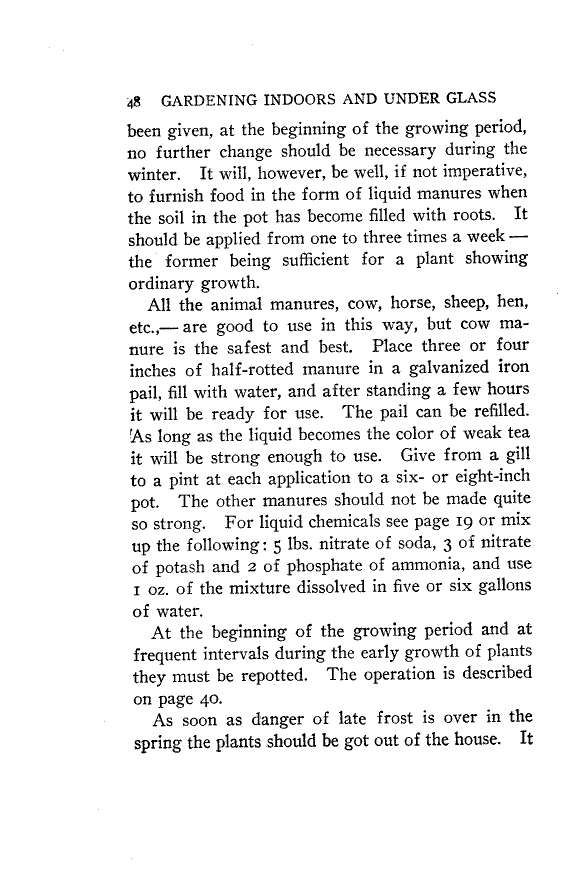 48 GARDENING INDOORS AND UNDER GLASS
been given, at the beginning of the growing period,
no further change should be necessary during the
winter. It will, however, be well, if not imperative,
to furnish food in the form of liquid manures when
the soil in the pot has become filled with roots. It
should be applied from one to three times a week —
the former being sufficient for a plant showing
ordinary growth.
All the animal manures, cow, horse, sheep, hen,
etc.,— are good to use in this way, but cow ma-
nure is the safest and best. Place three or four
inches of half-rotted manure in a galvanized iron
pail, fill with water, and after standing a few hours
it will be ready for use. The pail can be refilled.
'As long as the liquid becomes the color of weak tea
it will be strong enough to use. Give from a gill
to a pint at each application to a six- or eight-inch
pot. The other manures should not be made quite
so strong. For liquid chemicals see page 19 or mix
up the following: 5 lbs. nitrate of soda, 3 of nitrate
of potash and 2 of phosphate of ammonia, and use
1 oz. of the mixture dissolved in five or six gallons
of water.
At the beginning of the growing period and at
frequent intervals during the early growth of plants
they must be repotted. The operation is described
on page 40.
As soon as danger of late frost is over in the
spring the plants should be got out of the house. It